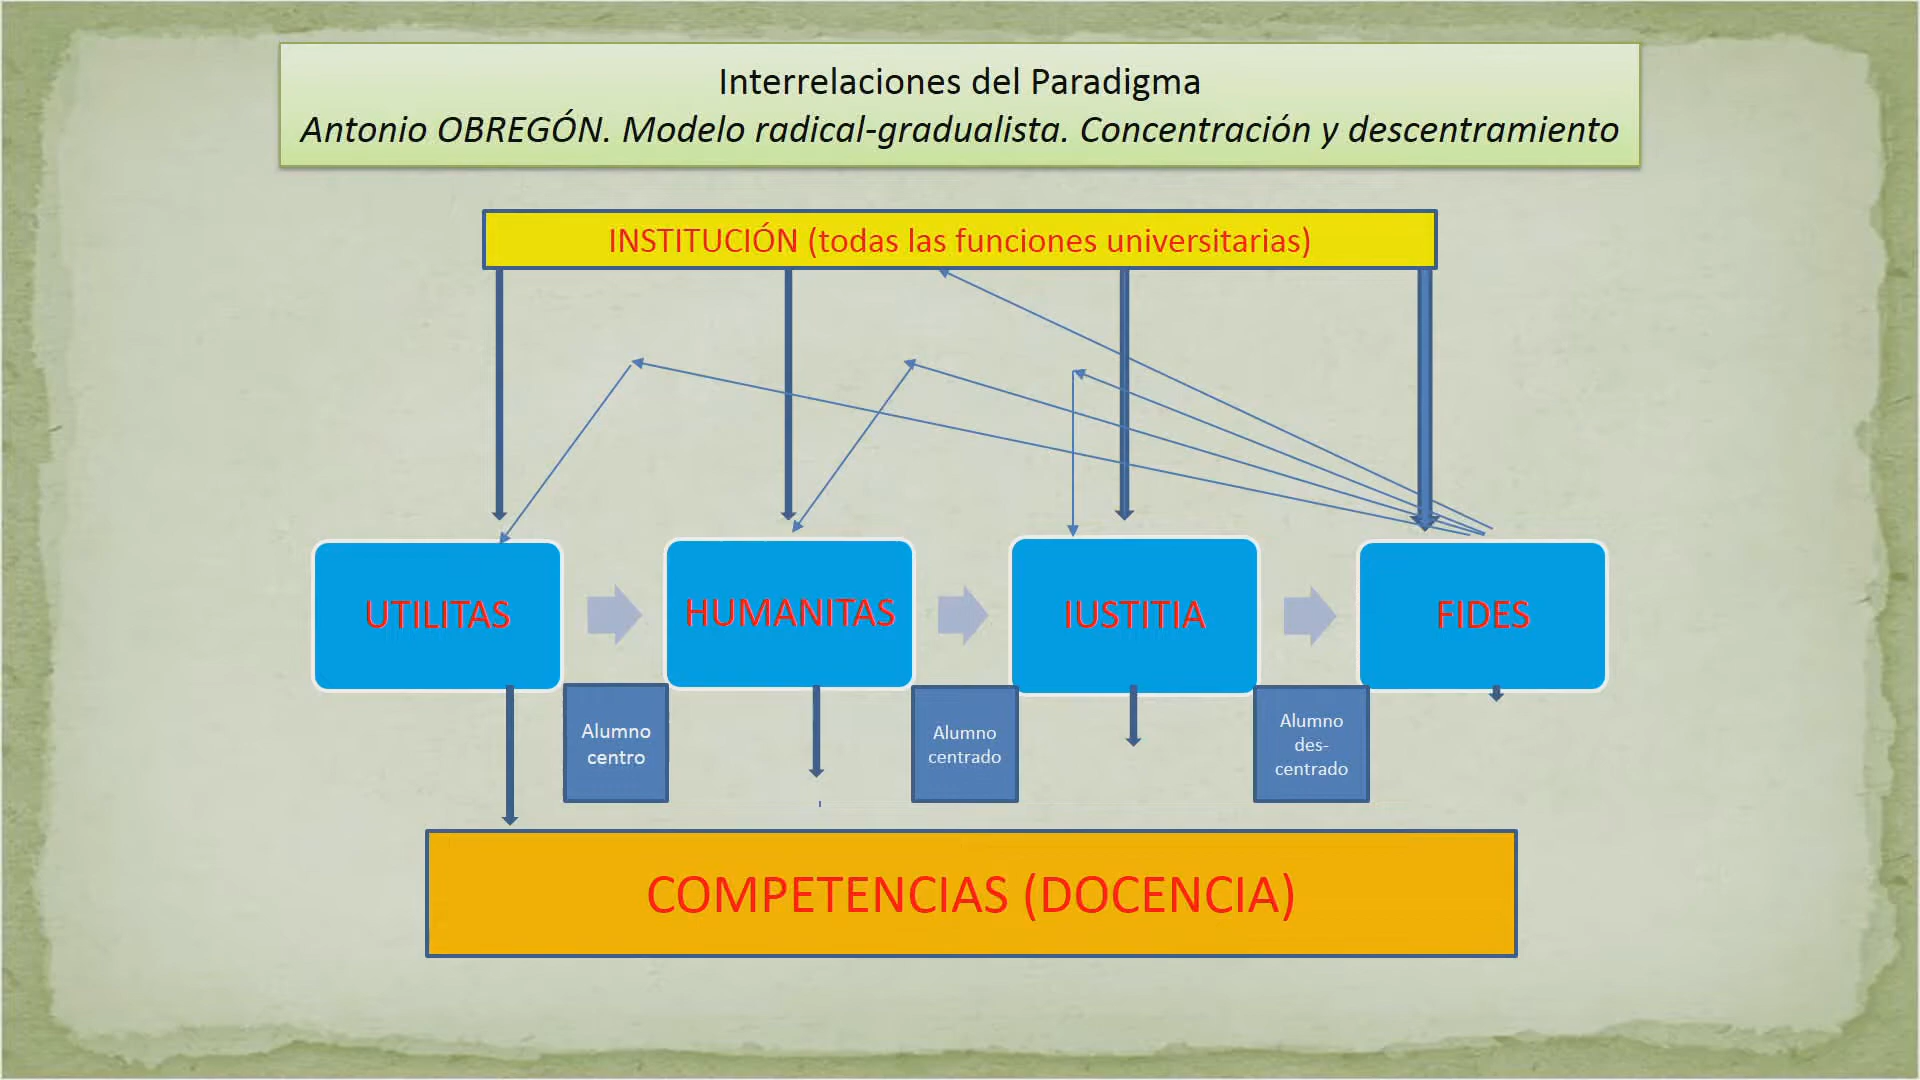 Interrelaciones del Paradigma
Antonio OBREGÓN. Modelo radical-gradualista. Concentración y descentramiento
INSTITUCIÓN (todas las funciones universitarias)
UTILITAS
HUMANITAS
IUSTITIA
FIDES
Alumno
centro
Alumno
centrado
Alumno
des-
centrado
COMPETENCIAS (DOCENCIA)